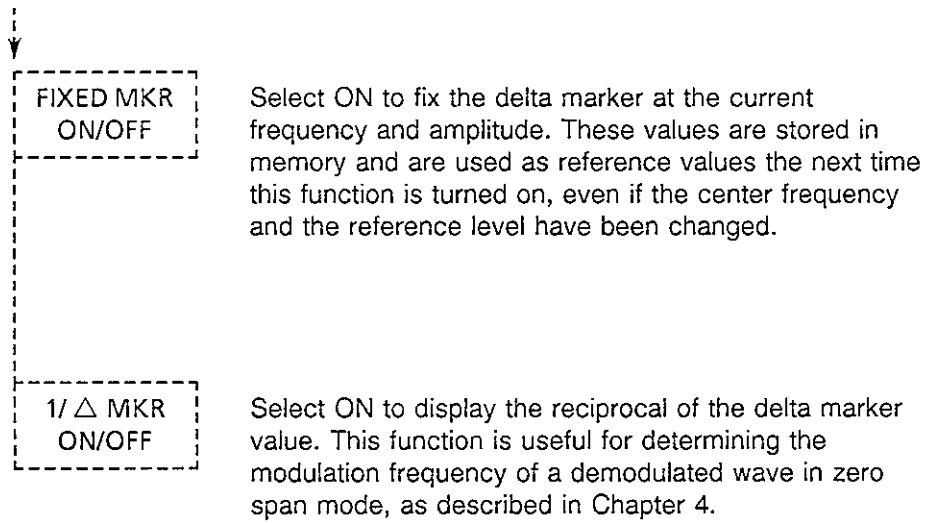 FIXED MKR
ON/OFF
Select ON to fix the delta marker at the current
frequency and amplitude. These values are stored in
memory and are used as reference values the next time
this function is turned on, even if the center frequency
and the reference level have been changed.
1/ △ MKR
ON/OFF
Select ON to display the reciprocal of the delta marker
value. This function is useful for determining the
modulation frequency of a demodulated wave in zero
span mode, as described in Chapter 4.